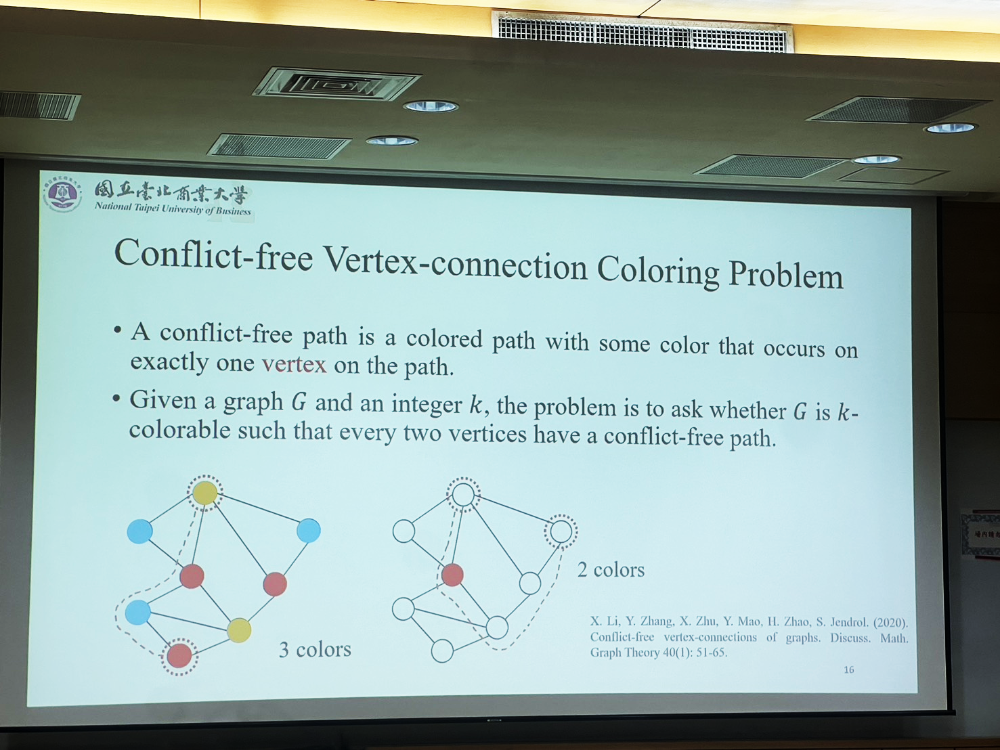 國立臺北商業大學
National Taipei University of Business
Conflict-free Vertex-connection Coloring Problem
• A conflict-free path is a colored path with some color that occurs on
exactly one vertex on the path.
• Given a graph G and an integer k, the problem is to ask whether G is k-
colorable such that every two vertices have a conflict-free path.
2 colors
3 colors
X. Li, Y. Zhang, X. Zhu, Y. Mao, H. Zhao, S. Jendrol. (2020).
Conflict-free vertex-connections of graphs. Discuss. Math.
Graph Theory 40(1): 51-65.
16
場內請